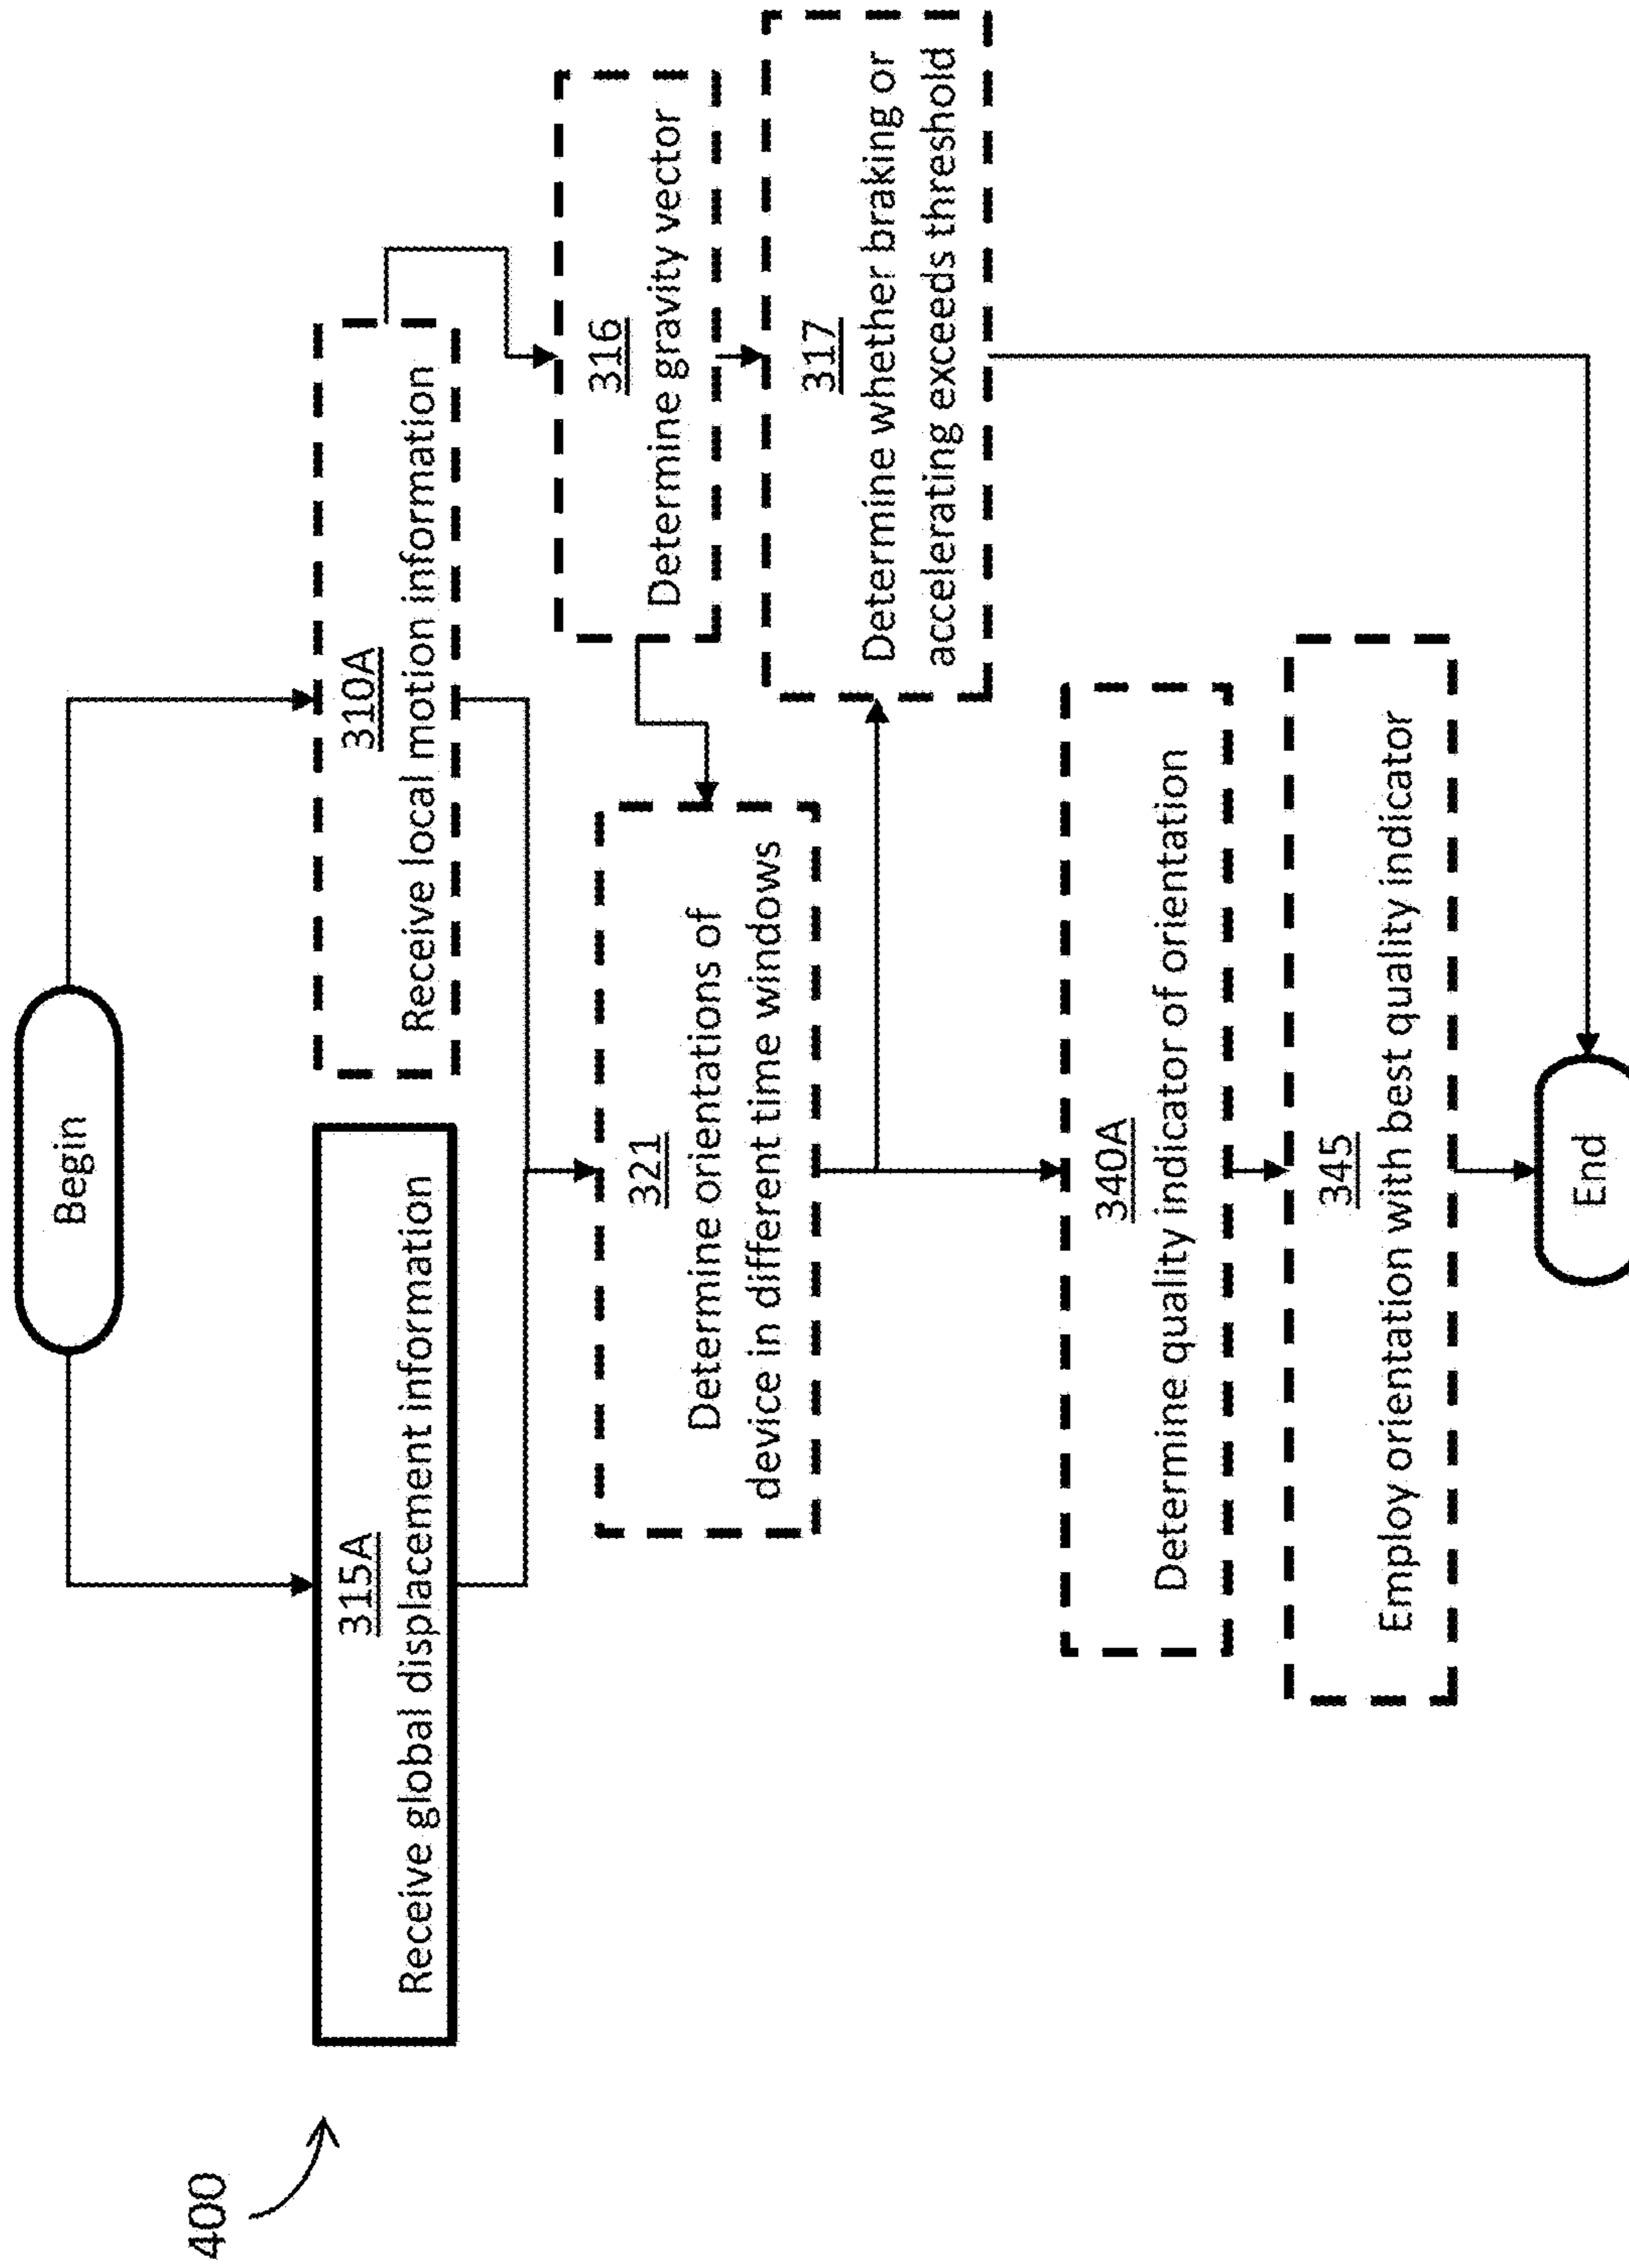 400
Begin
315A
Receive global displacement information
310A
Receive local motion information
316
Determine gravity vector
321
Determine orientations of
device in different time windows
317
Determine whether braking or
accelerating exceeds threshold
340A
Determine quality indicator of orientation
345
Employ orientation with best quality indicator
End